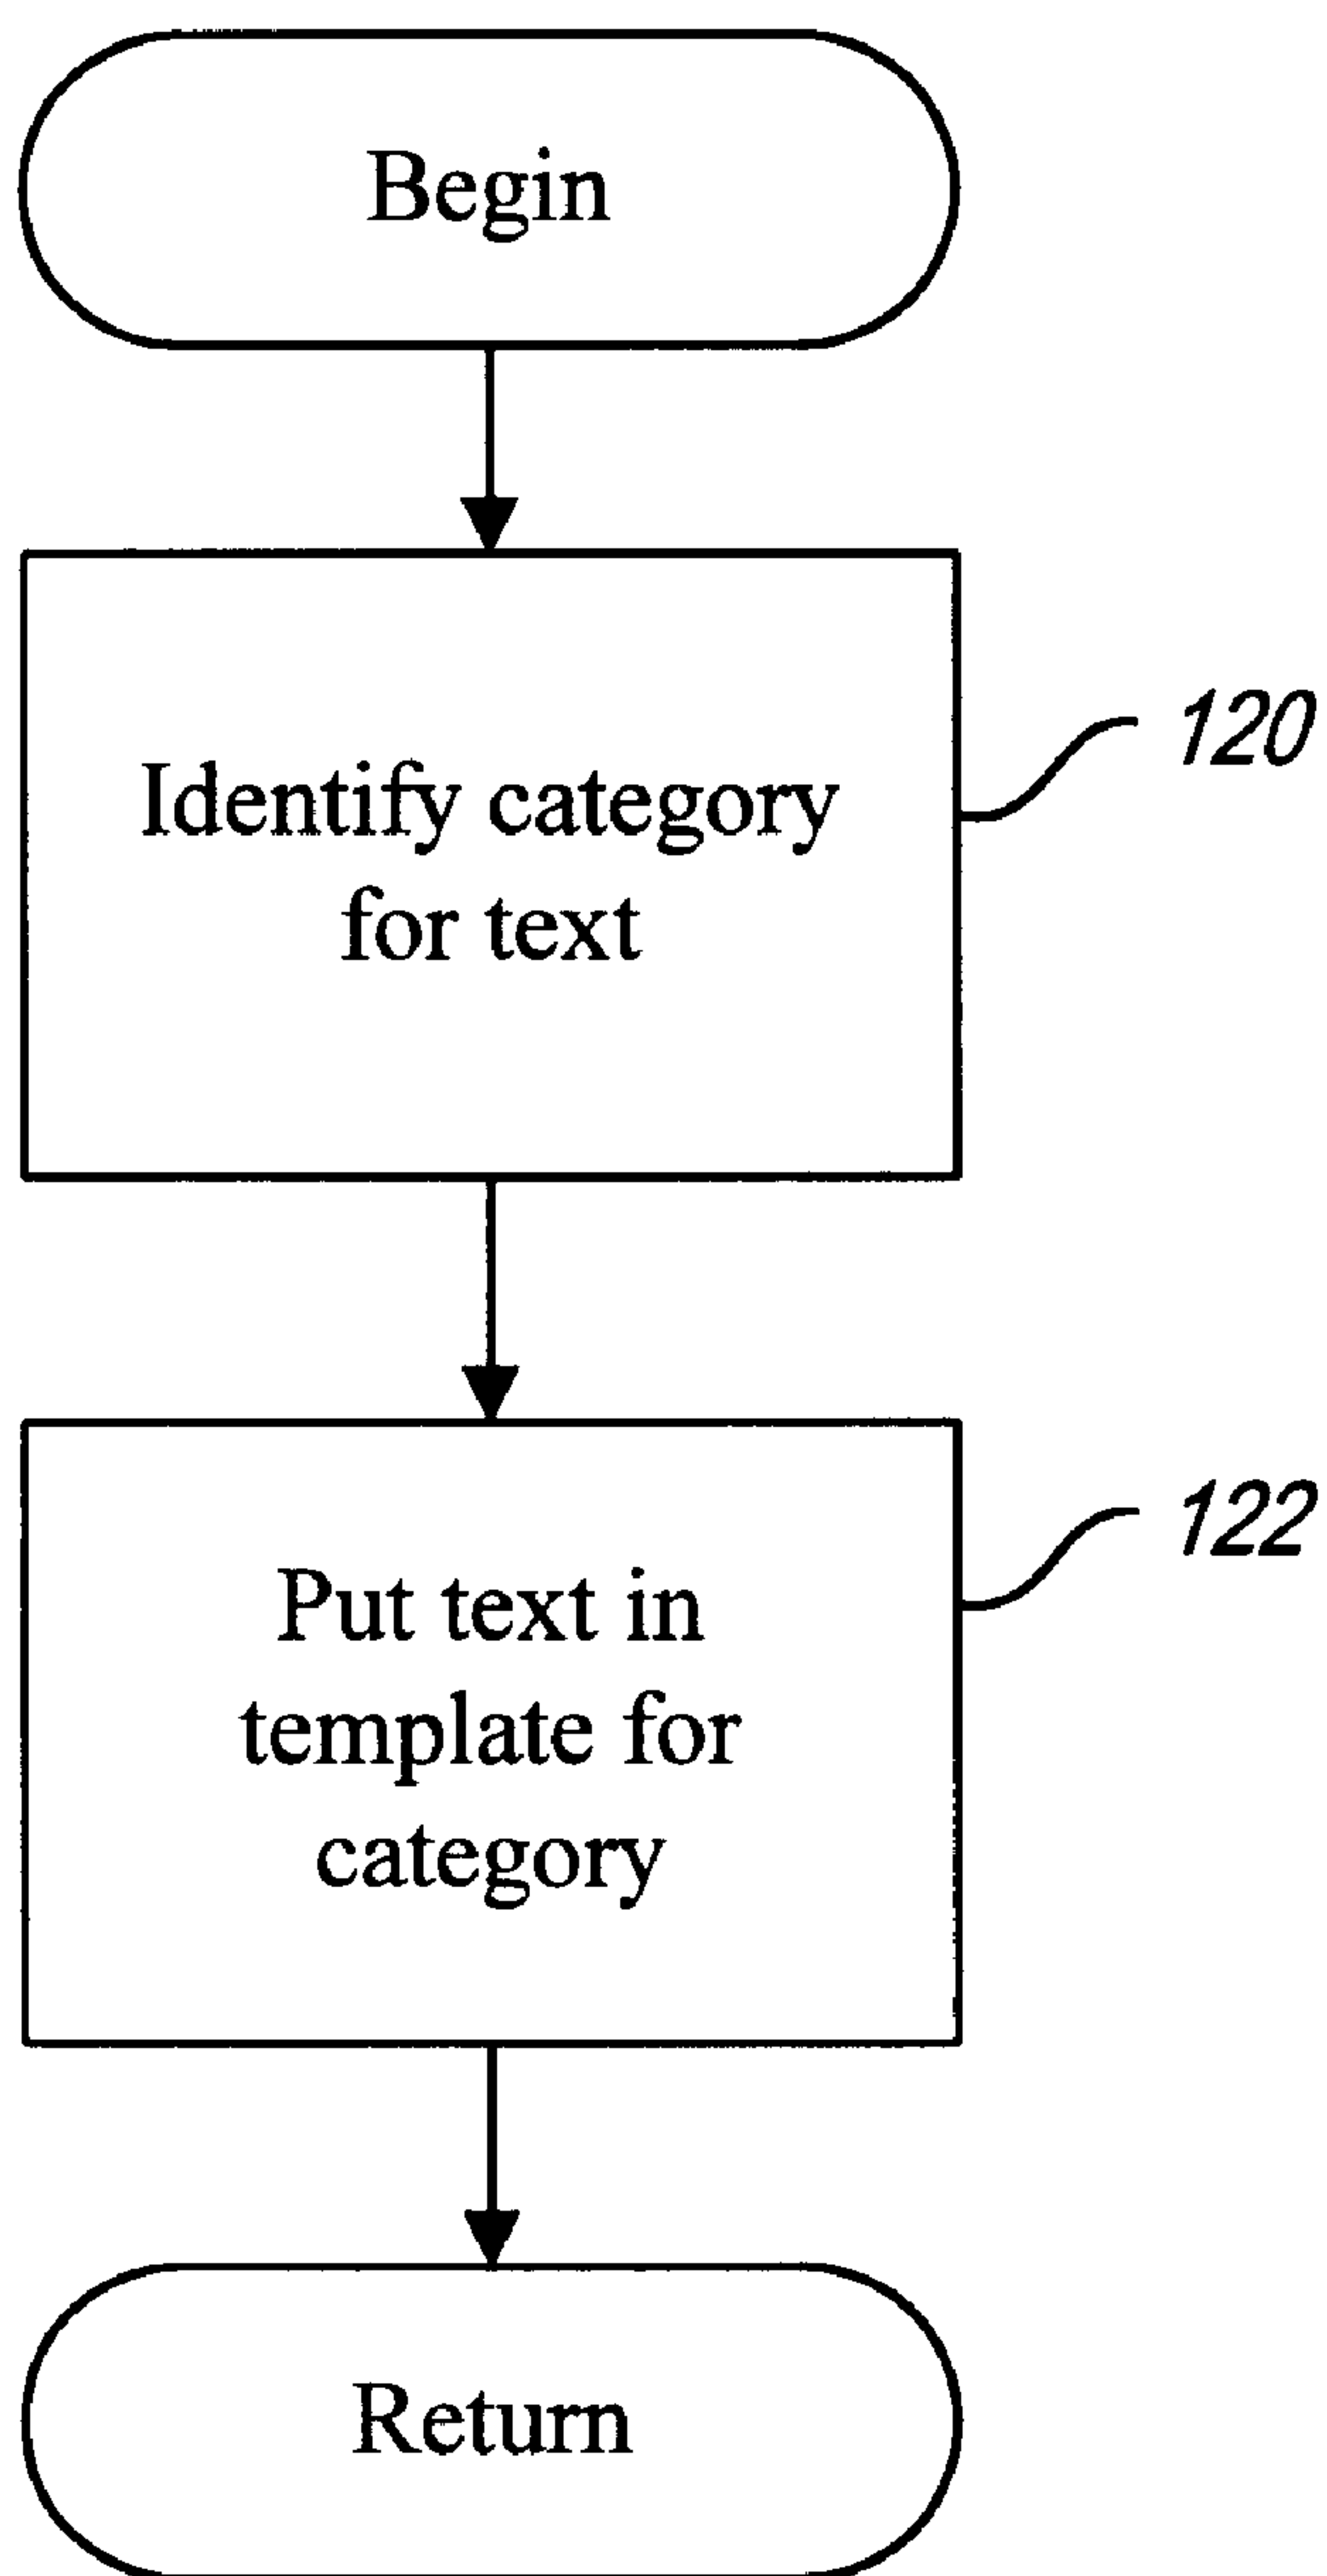 Begin
Identify category
for text
120
Put text in
template for
category
122
Return